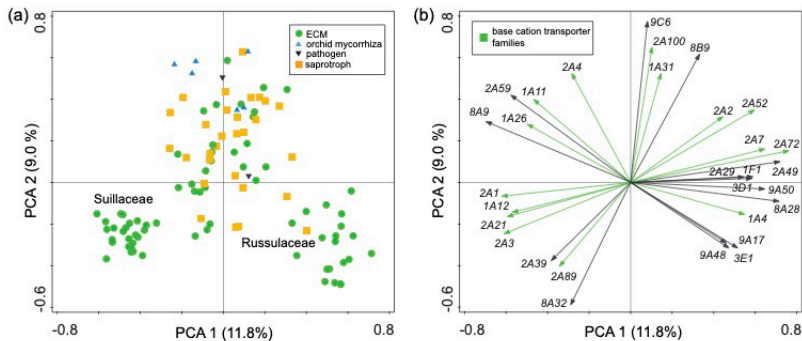 (a)
0.8
ECM
orchid mycorrhiza
pathogen
saprotroph
PCA 2 (9.0 %)
Suillaceae
Russulaceae
-0.6
-0.8
PCA 1 (11.8%)
0.8
(b)
0.8
base cation transporter
families
9C6
2A100
8B9
2A4
1A31
2A59
1A11
2A2
2A52
8A9
1A26
2A7
2A72
2A29
1F1
2A49
3D1
9A50
2A1
8A28
1A12
1A4
2A21
2A3
9A17
9A48
3E1
2A39
2A89
8A32
PCA 2 (9.0 %)
-0.6
-0.8
PCA 1 (11.8%)
0.8